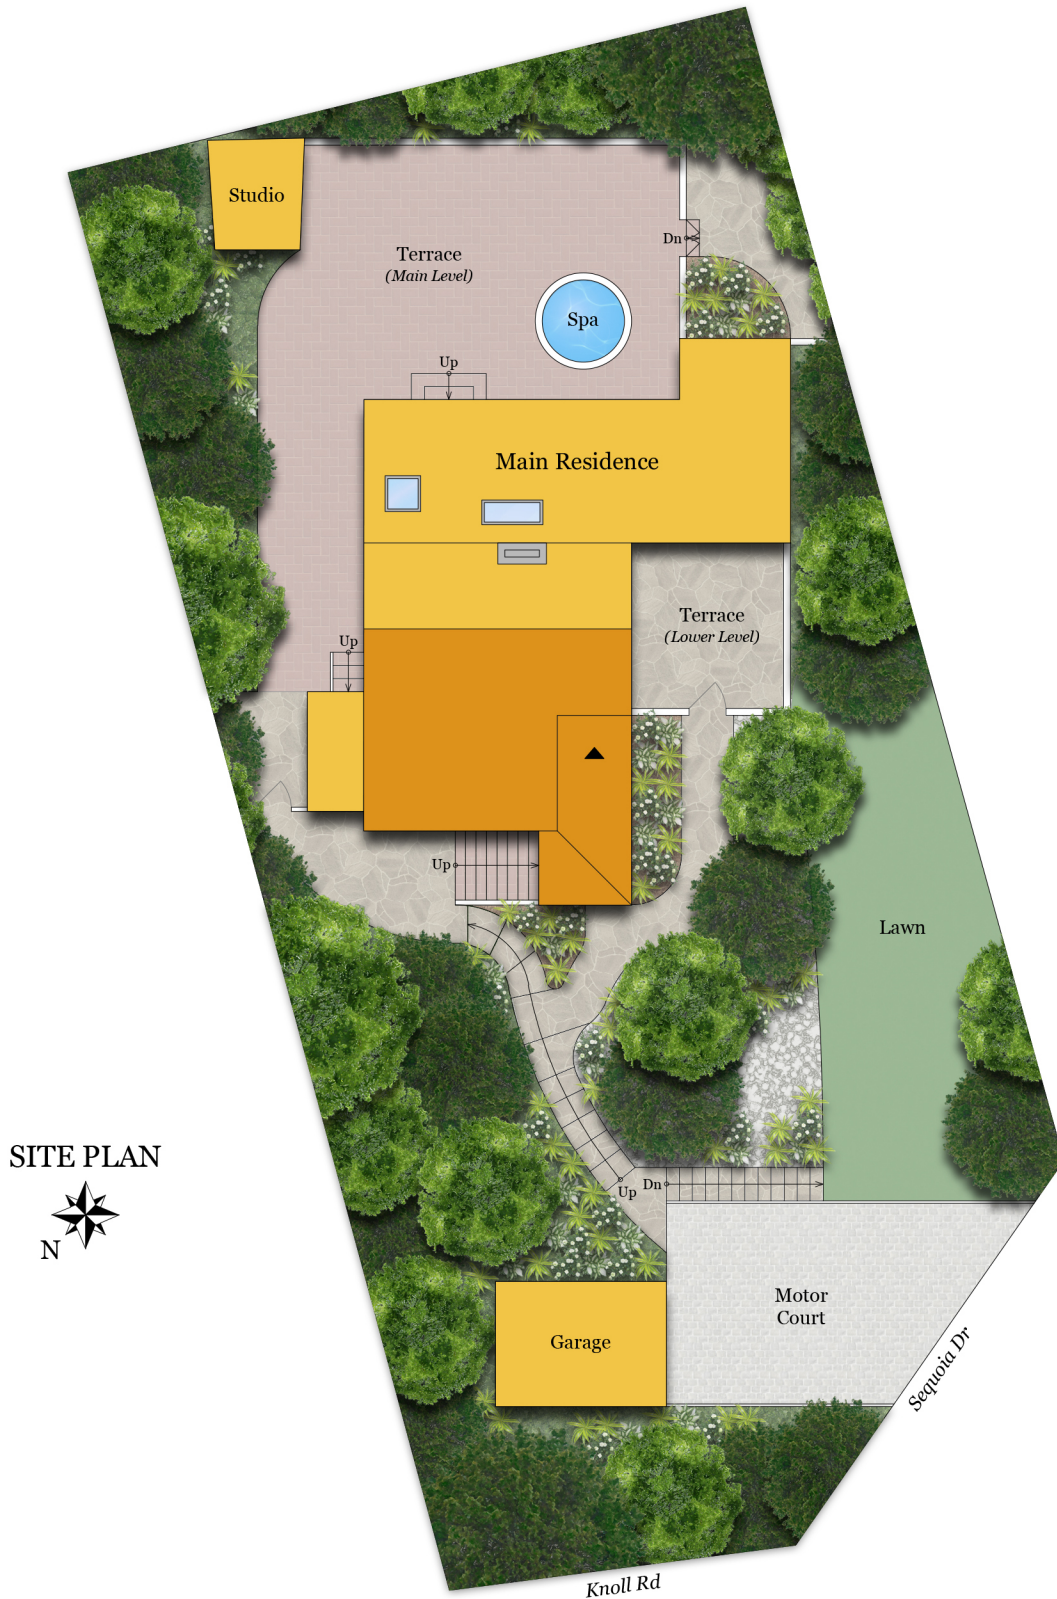 Studio
Terrace
(Main Level)
Dn
Spa
Up
Main Residence
Terrace
(Lower Level)
Up
Up
Lawn
SITE PLAN
N
Up
Dn
Motor
Court
Garage
Sequoia Dr
Knoll Rd